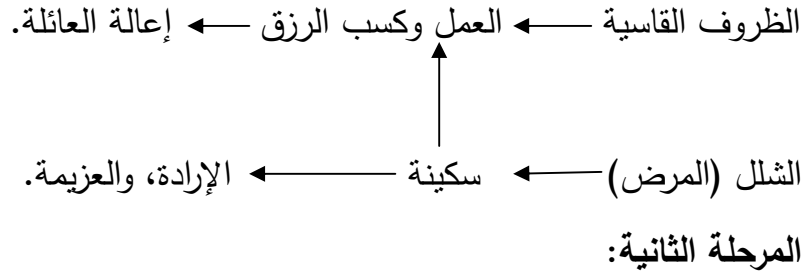 الظروف القاسية العمل وكسب الرزق إعالة العائلة.
الشلل (المرض) سكينة الإرادة، والعزيمة.
المرحلة الثانية: